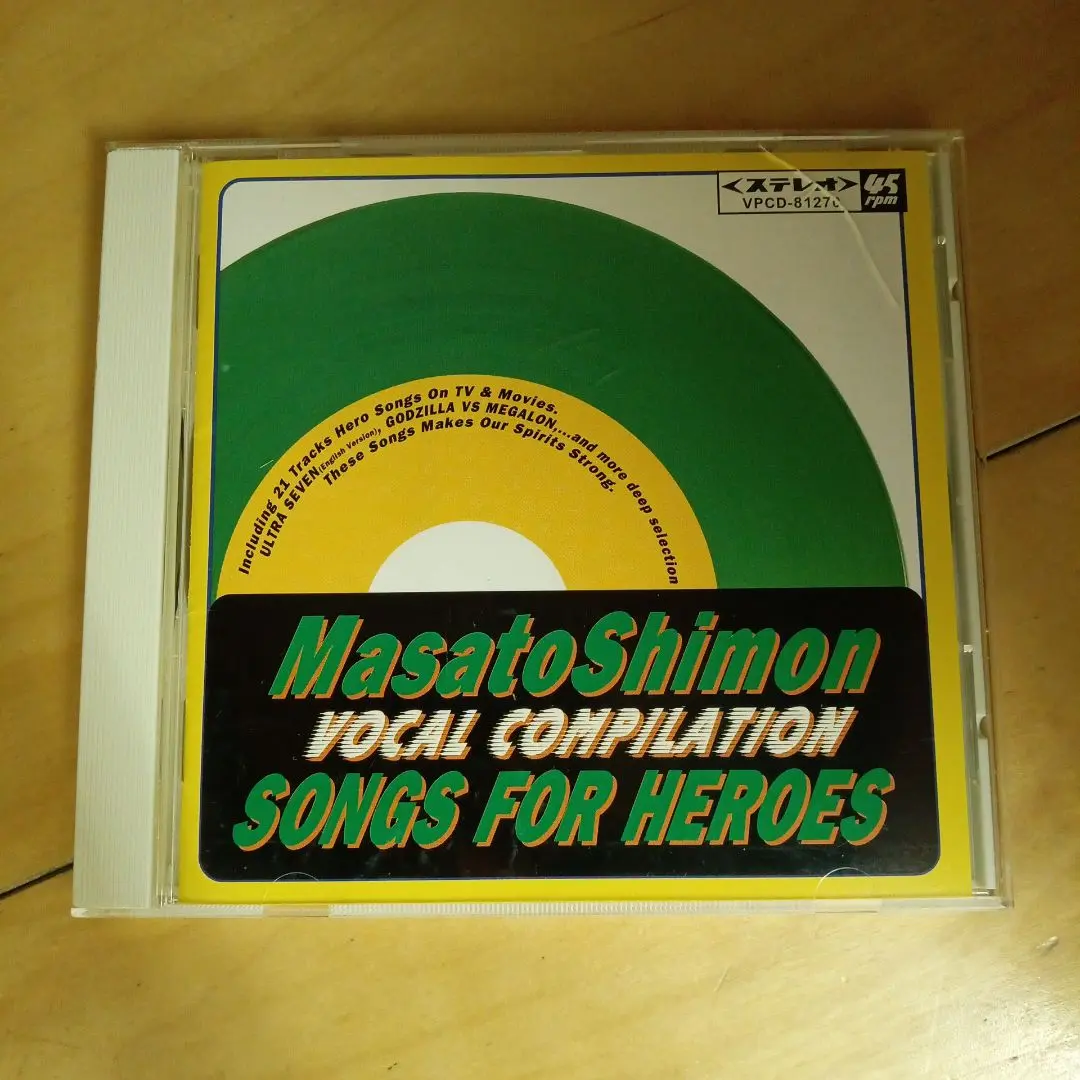 <ステレオ>
VPCD-81276
45
rpm
Including 21 Tracks Hero Songs On TV & Movies.
ULTRA SEVEN(English Version), GODZILLA VS MEGALON,...and more deep selection
These Songs Makes Our Spirits Strong.
MasatoShimon
VOCAL COMPILATION
SONGS FOR HEROES